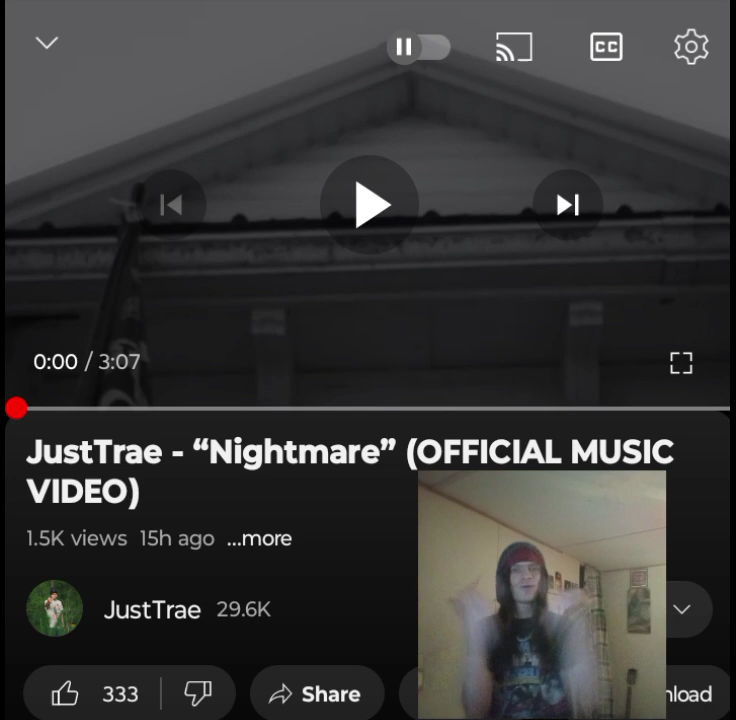 CC
0:00 / 3:07
JustTrae - “Nightmare” (OFFICIAL MUSIC
VIDEO)
1.5K views 15h ago ...more
JustTrae 29.6K
333
Share
nload